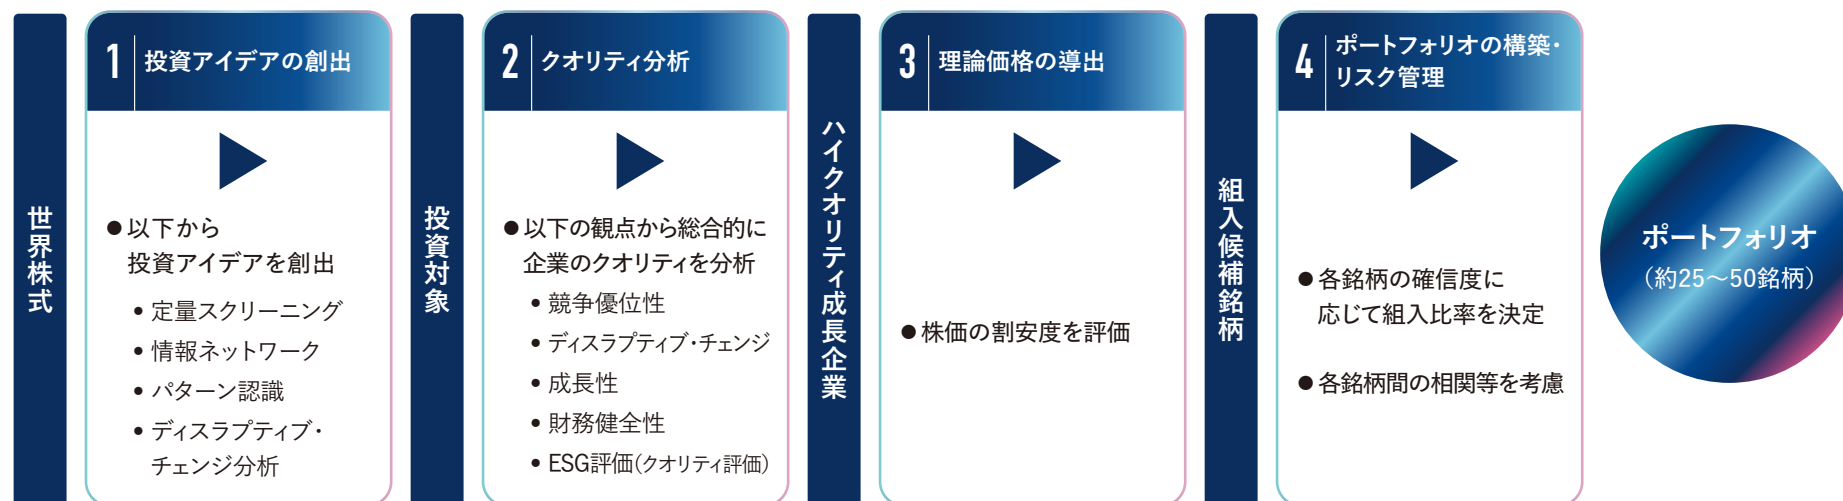 世界株式
1 投資アイデアの創出
●以下から
投資アイデアを創出
• 定量スクリーニング
• 情報ネットワーク
• パターン認識
• ディスラプティブ・
チェンジ分析
投資対象
2 クオリティ分析
●以下の観点から総合的に
企業のクオリティを分析
• 競争優位性
• ディスラプティブ・チェンジ
• 成長性
• 財務健全性
• ESG評価(クオリティ評価)
ハイクオリティ成長企業
3 理論価格の導出
●株価の割安度を評価
組入候補銘柄
4 ポートフォリオの構築・
リスク管理
●各銘柄の確信度に
応じて組入比率を決定
●各銘柄間の相関等を考慮
ポートフォリオ
(約25~50銘柄)